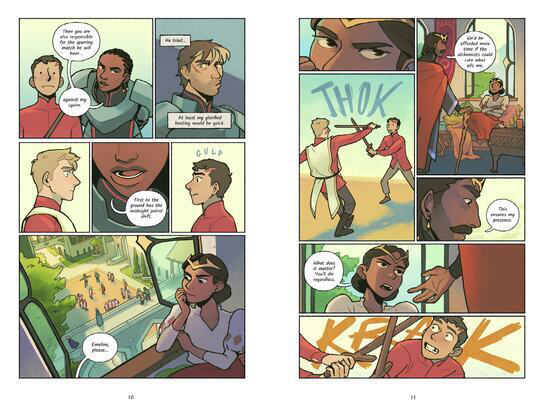 Then you are
also responsible
for the sparring
match he will
soon...
against my
squire.
He tried...
At least my glorified
beating would be quick.
GULP
First to the
ground has the
midnight patrol
shift.
Emeline,
please...
10
THOK
We'd be
afforded more
time if the
alchemists could
cure what
ails me.
This
ensures my
presence.
What does
it matter?
You'll die
regardless.
KRAK
11